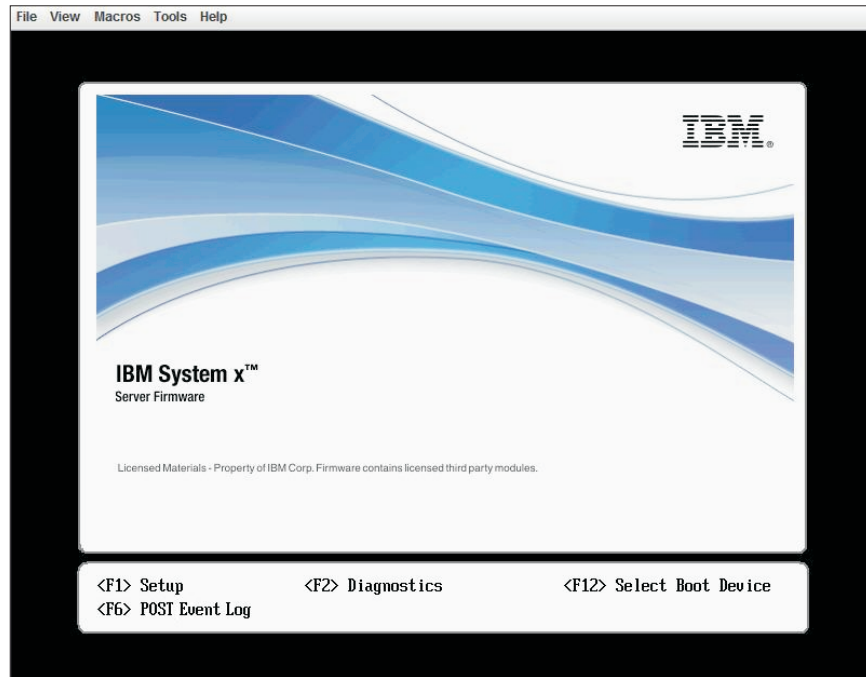 File View Macros Tools Help
IBM®
IBM System x™
Server Firmware
Licensed Materials - Property of IBM Corp. Firmware contains licensed third party modules.
<F1> Setup <F2> Diagnostics <F12> Select Boot Device
<F6> POST Event Log